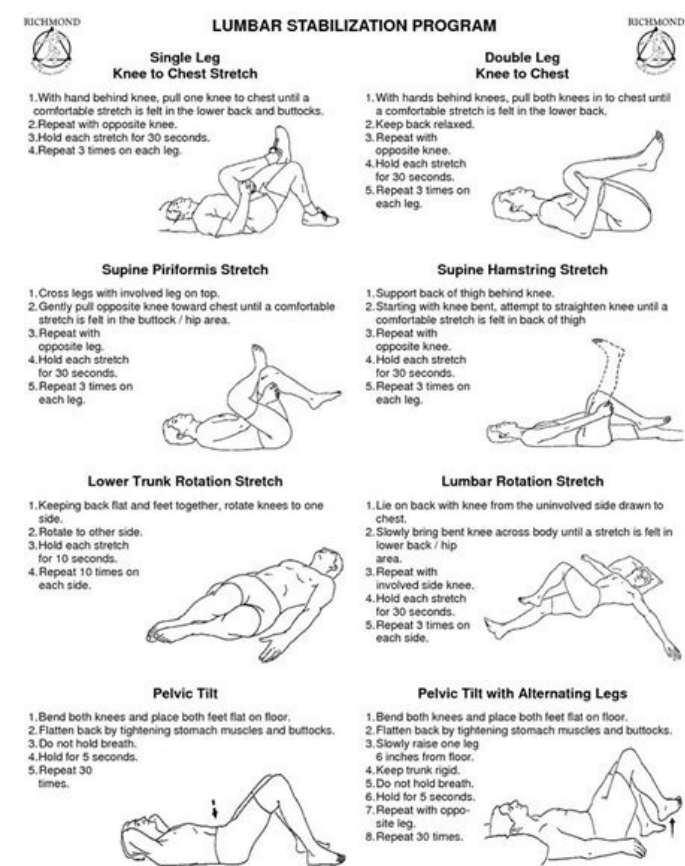 RICHMOND
LUMBAR STABILIZATION PROGRAM
RICHMOND
Single Leg
Knee to Chest Stretch
1.With hand behind knee, pull one knee to chest until a
comfortable stretch is felt in the lower back and buttocks.
2.Repeat with opposite knee.
3.Hold each stretch for 30 seconds.
4.Repeat 3 times on each leg.
Double Leg
Knee to Chest
1.With hands behind knees, pull both knees in to chest until
a comfortable stretch is felt in the lower back.
2.Keep back relaxed.
3.Repeat with
opposite knee.
4.Hold each stretch
for 30 seconds.
5.Repeat 3 times on
each leg.
Supine Piriformis Stretch
1.Cross legs with involved leg on top.
2.Gently pull opposite knee toward chest until a comfortable
stretch is felt in the buttock / hip area.
3.Repeat with
opposite leg.
4.Hold each stretch
for 30 seconds.
5.Repeat 3 times on
each leg.
Supine Hamstring Stretch
1.Support back of thigh behind knee.
2.Starting with knee bent, attempt to straighten knee until a
comfortable stretch is felt in back of thigh
3.Repeat with
opposite knee.
4.Hold each stretch
for 30 seconds.
5.Repeat 3 times on
each leg.
Lower Trunk Rotation Stretch
1.Keeping back flat and feet together, rotate knees to one
side.
2.Rotate to other side.
3.Hold each stretch
for 10 seconds.
4.Repeat 10 times on
each side.
Lumbar Rotation Stretch
1.Lie on back with knee from the uninvolved side drawn to
chest.
2.Slowly bring bent knee across body until a stretch is felt in
lower back / hip
area.
3.Repeat with
involved side knee.
4.Hold each stretch
for 30 seconds.
5.Repeat 3 times on
each side.
Pelvic Tilt
1.Bend both knees and place both feet flat on floor.
2.Flatten back by tightening stomach muscles and buttocks.
3.Do not hold breath.
4.Hold for 5 seconds.
5.Repeat 30
times.
Pelvic Tilt with Alternating Legs
1.Bend both knees and place both feet flat on floor.
2.Flatten back by tightening stomach muscles and buttocks.
3.Slowly raise one leg
6 inches from floor.
4.Keep trunk rigid.
5.Do not hold breath.
6.Hold for 5 seconds.
7.Repeat with oppo-
site leg.
8.Repeat 30 times.